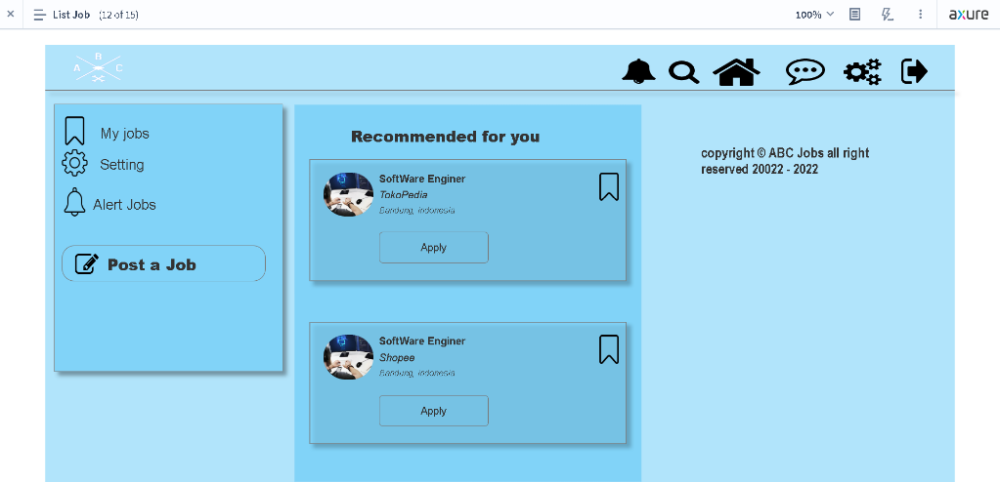 List Job (12 of 15)
100%
axure
A B C
My jobs
Setting
Alert Jobs
Post a Job
Recommended for you
SoftWare Enginer
TokoPedia
Bandung, indonesia
Apply
SoftWare Enginer
Shopee
Bandung, indonesia
Apply
copyright © ABC Jobs all right
reserved 20022 - 2022